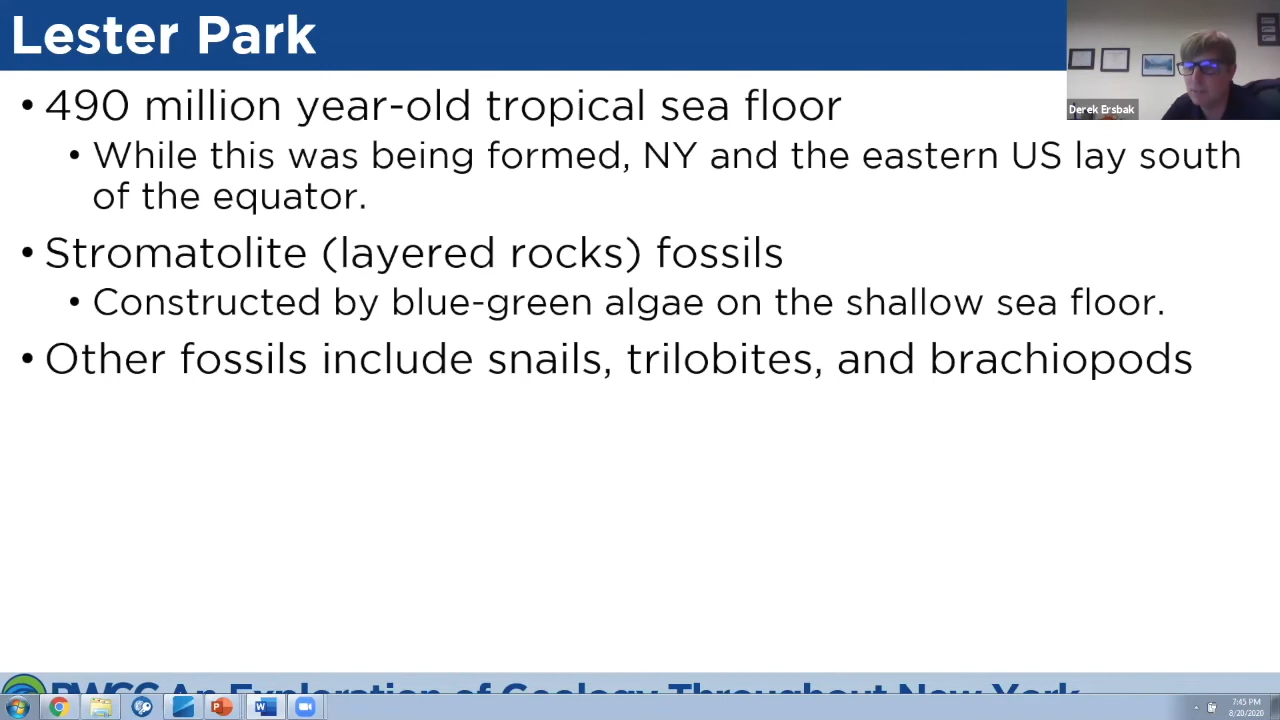 Lester Park
Derek Ersbak
• 490 million year-old tropical sea floor
• While this was being formed, NY and the eastern US lay south
of the equator.
• Stromatolite (layered rocks) fossils
• Constructed by blue-green algae on the shallow sea floor.
• Other fossils include snails, trilobites, and brachiopods
PWGC An Exploration of Geology Throughout New York
7:45 PM
8/20/2020